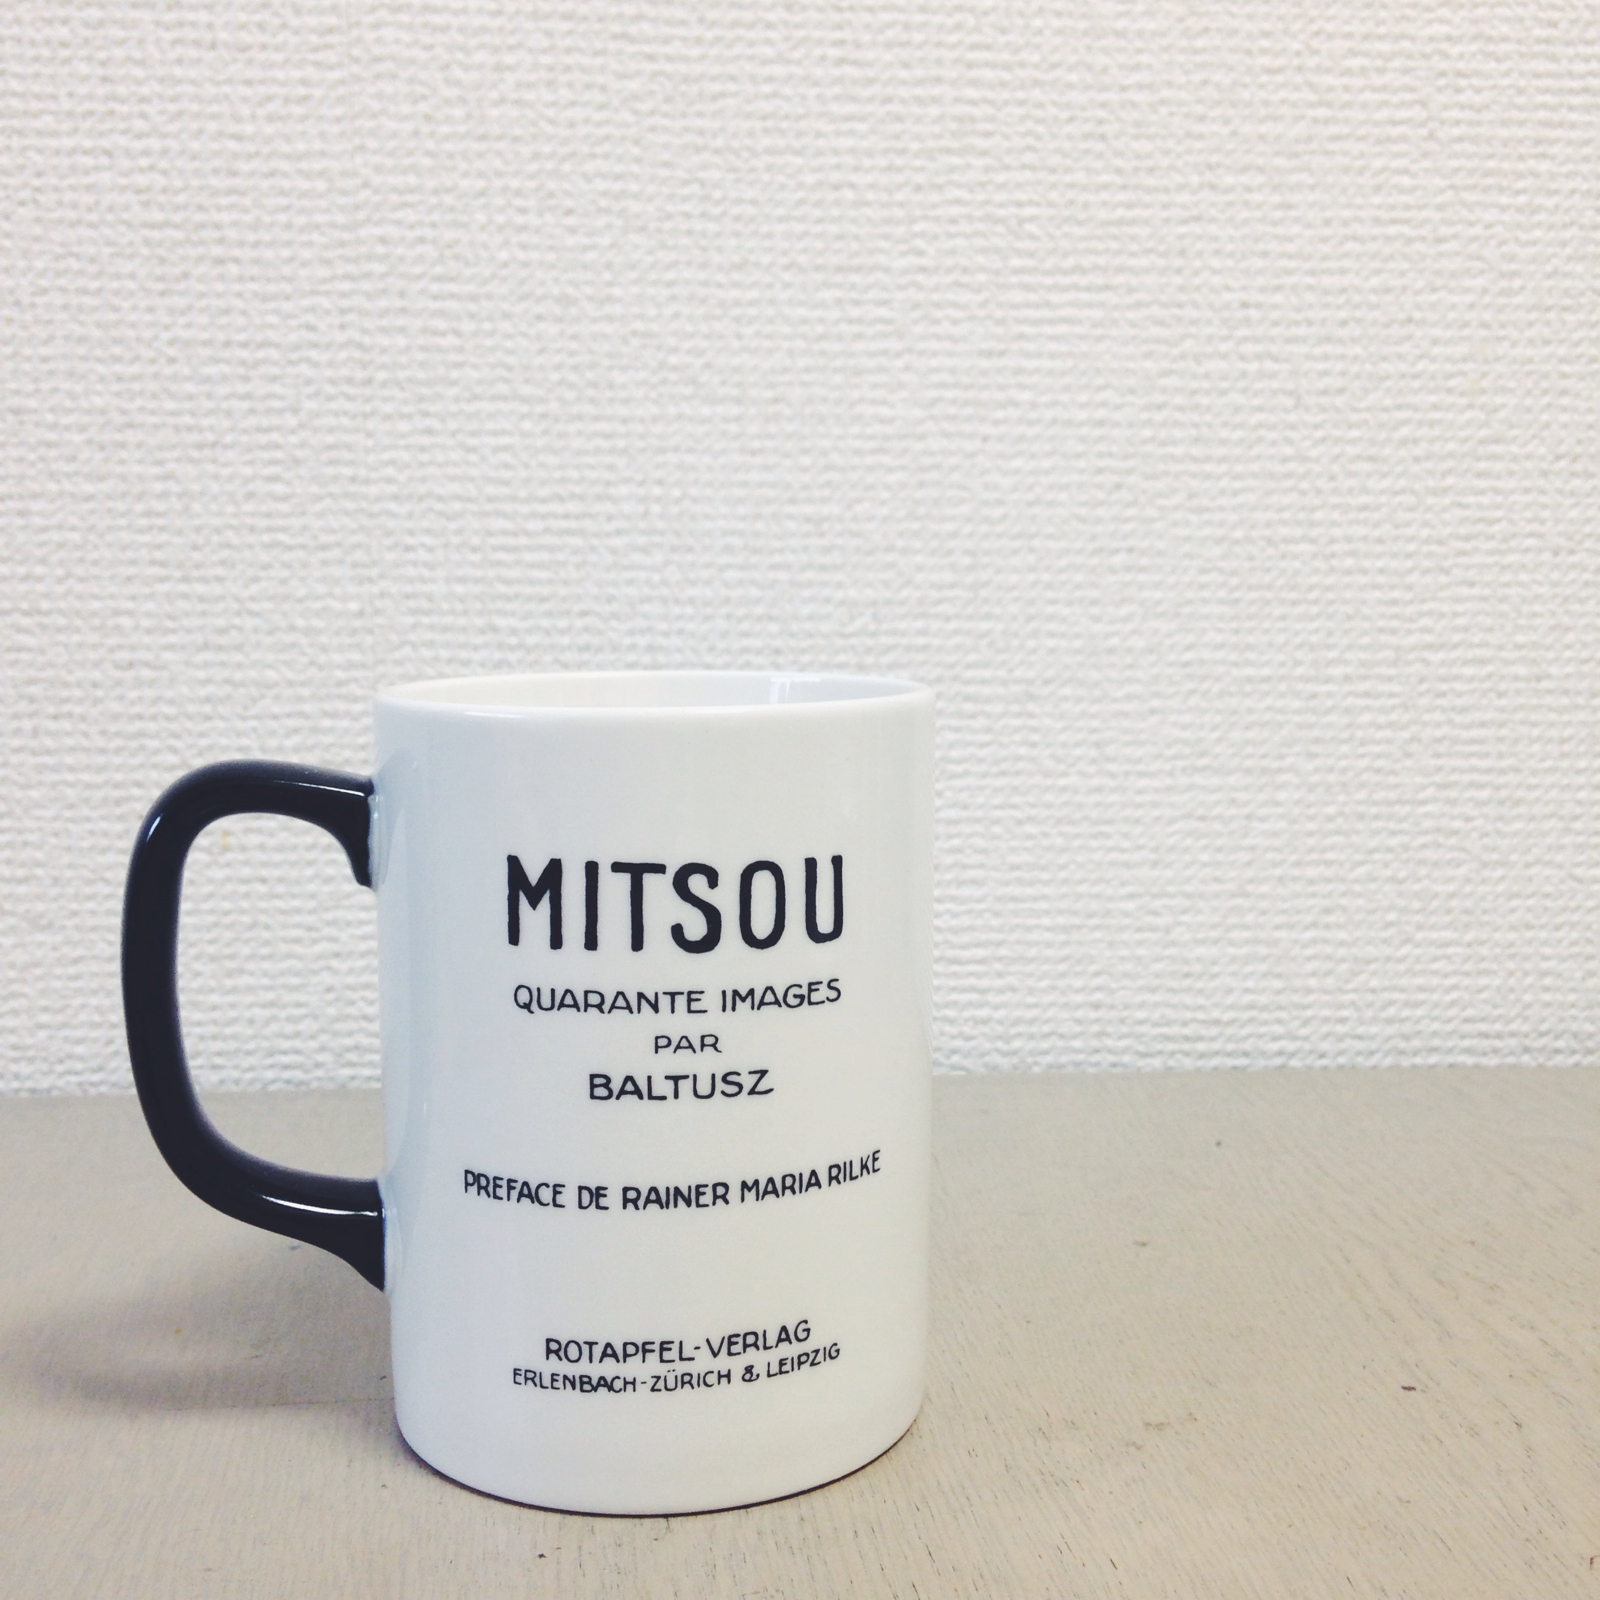 MITSOU
QUARANTE IMAGES
PAR
BALTUSZ
PREFACE DE RAINER MARIA RILKE
ROTAPFEL-VERLAG
ERLENBACH-ZÜRICH & LEIPZIG